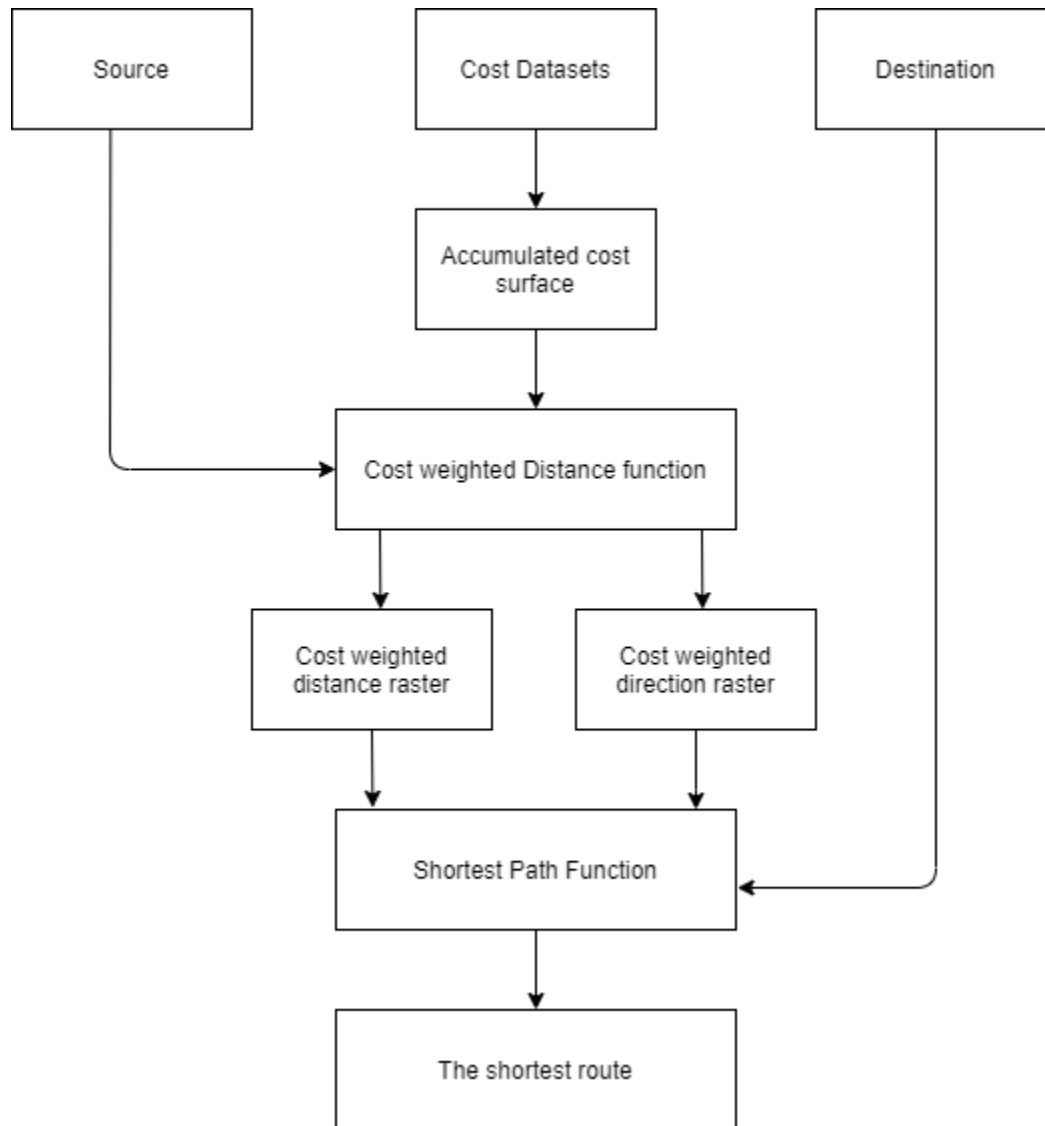 Source
Cost Datasets
Destination
Accumulated cost
surface
Cost weighted Distance function
Cost weighted
distance raster
Cost weighted
direction raster
Shortest Path Function
The shortest route